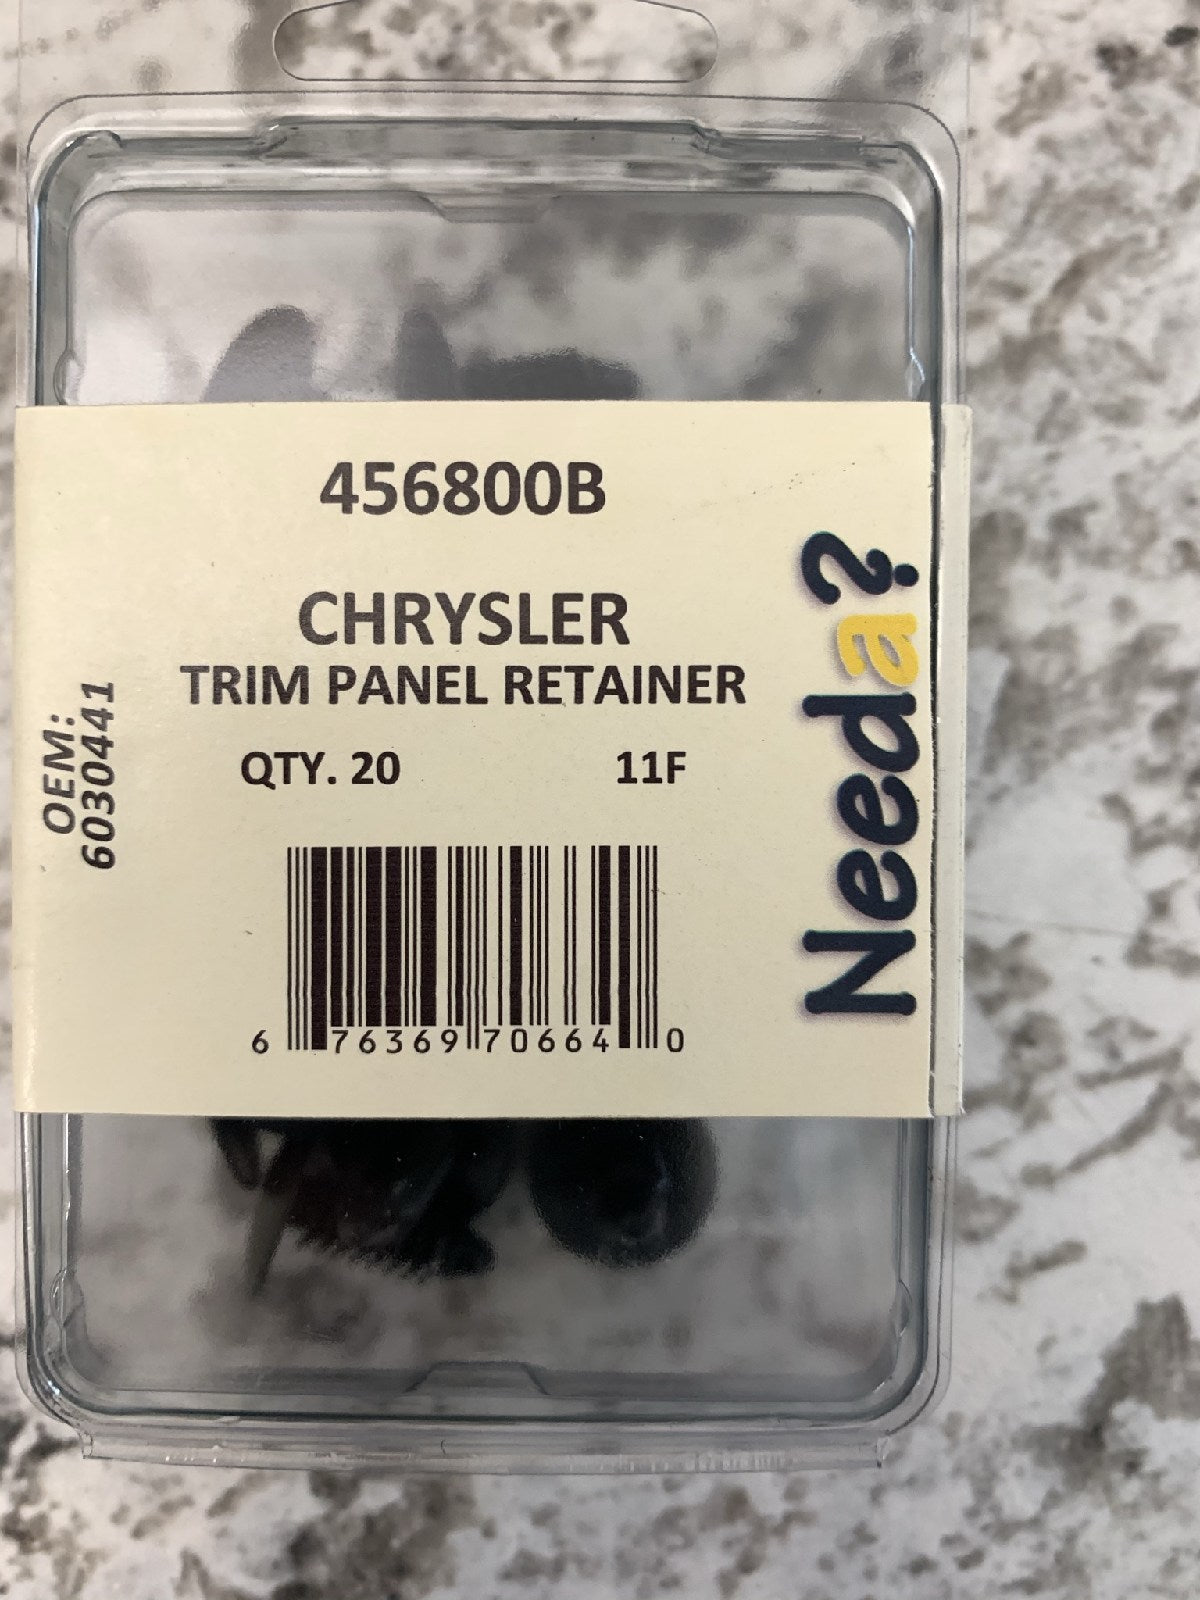 456800B
CHRYSLER
TRIM PANEL RETAINER
QTY. 20 11F
OEM:
6030441
Needa?
6 76369 70664 0